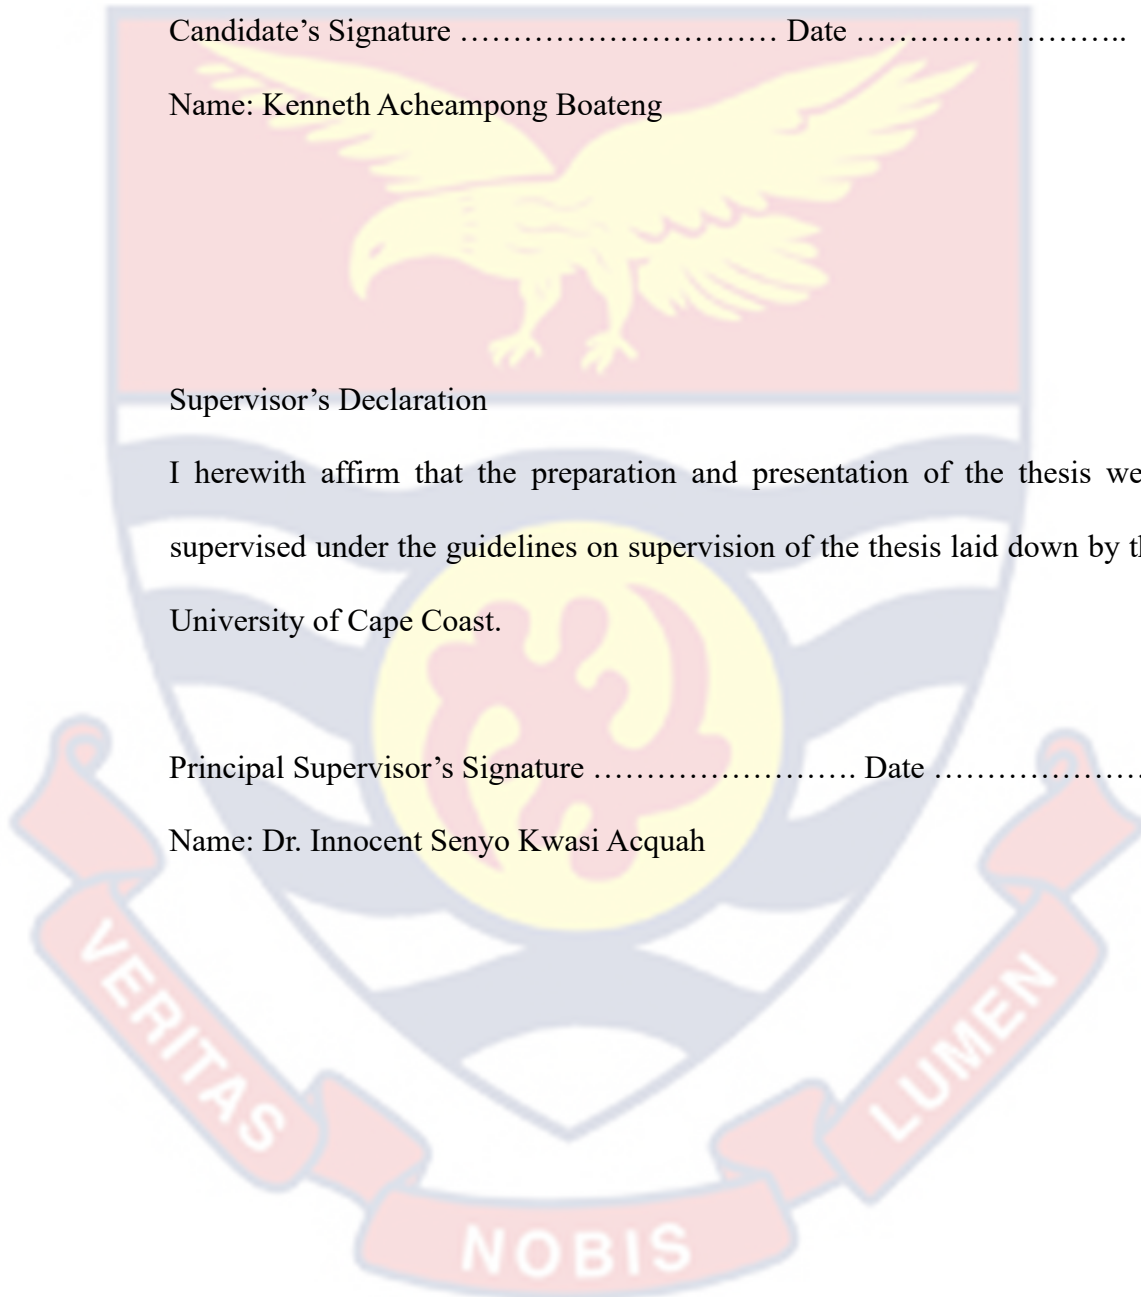 Candidate’s Signature ………………………… Date ……………………..
Name: Kenneth Acheampong Boateng
Supervisor’s Declaration
I herewith affirm that the preparation and presentation of the thesis we
supervised under the guidelines on supervision of the thesis laid down by th
University of Cape Coast.
Principal Supervisor’s Signature ……………………. Date …………………
Name: Dr. Innocent Senyo Kwasi Acquah
VERITAS
NOBIS
LUMEN